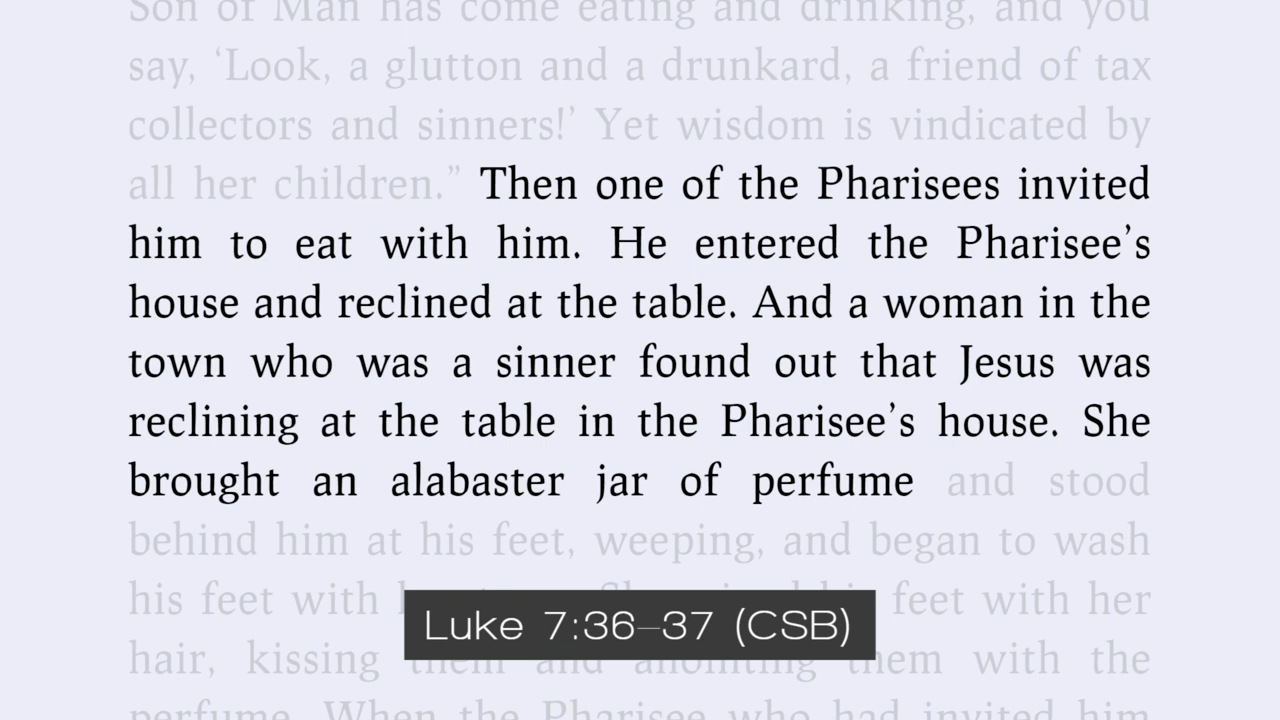 Son of Man has come eating and drinking, and you
say, ‘Look, a glutton and a drunkard, a friend of tax
collectors and sinners!’ Yet wisdom is vindicated by
all her children.” Then one of the Pharisees invited
him to eat with him. He entered the Pharisee’s
house and reclined at the table. And a woman in the
town who was a sinner found out that Jesus was
reclining at the table in the Pharisee’s house. She
brought an alabaster jar of perfume and stood
behind him at his feet, weeping, and began to wash
his feet with feet with her
Luke 7:36–37 (CSB)
hair, kissing them and anointing them with the
perfume. When the Pharisee who had invited him